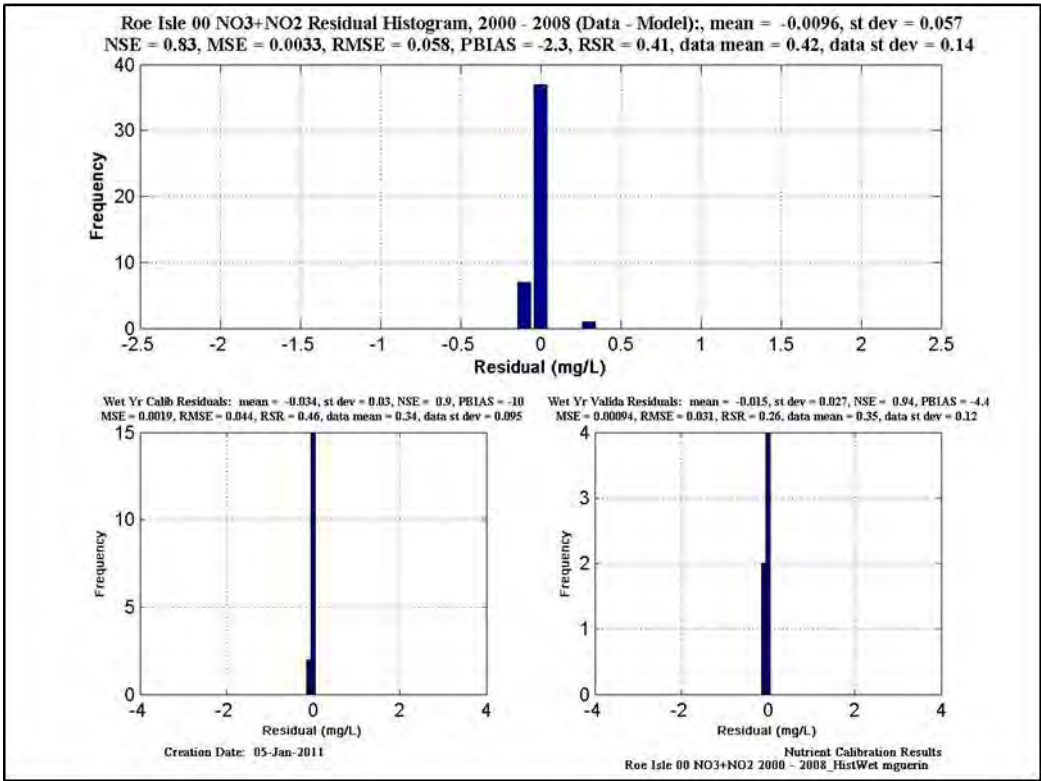 Roe Isle 00 NO3+NO2 Residual Histogram, 2000 - 2008 (Data - Model):, mean = -0.0096, st dev = 0.057
NSE = 0.83, MSE = 0.0033, RMSE = 0.058, PBIAS = -2.3, RSR = 0.41, data mean = 0.42, data st dev = 0.14
40
30
20
10
0
Frequency
-2.5 -2 -1.5 -1 -0.5 0 0.5 1 1.5 2 2.5
Residual (mg/L)
Wet Yr Calib Residuals: mean = -0.034, st dev = 0.03, NSE = 0.9, PBIAS = -10
MSE = 0.0019, RMSE = 0.044, RSR = 0.46, data mean = 0.34, data st dev = 0.095
15
10
5
0
Frequency
-4 -2 0 2 4
Residual (mg/L)
Wet Yr Valida Residuals: mean = -0.015, st dev = 0.027, NSE = 0.94, PBIAS = -4.4
MSE = 0.00094, RMSE = 0.031, RSR = 0.26, data mean = 0.35, data st dev = 0.12
4
3
2
1
0
Frequency
-4 -2 0 2 4
Residual (mg/L)
Creation Date: 05-Jan-2011
Nutrient Calibration Results
Roe Isle 00 NO3+NO2 2000 - 2008_HistWet mguerin